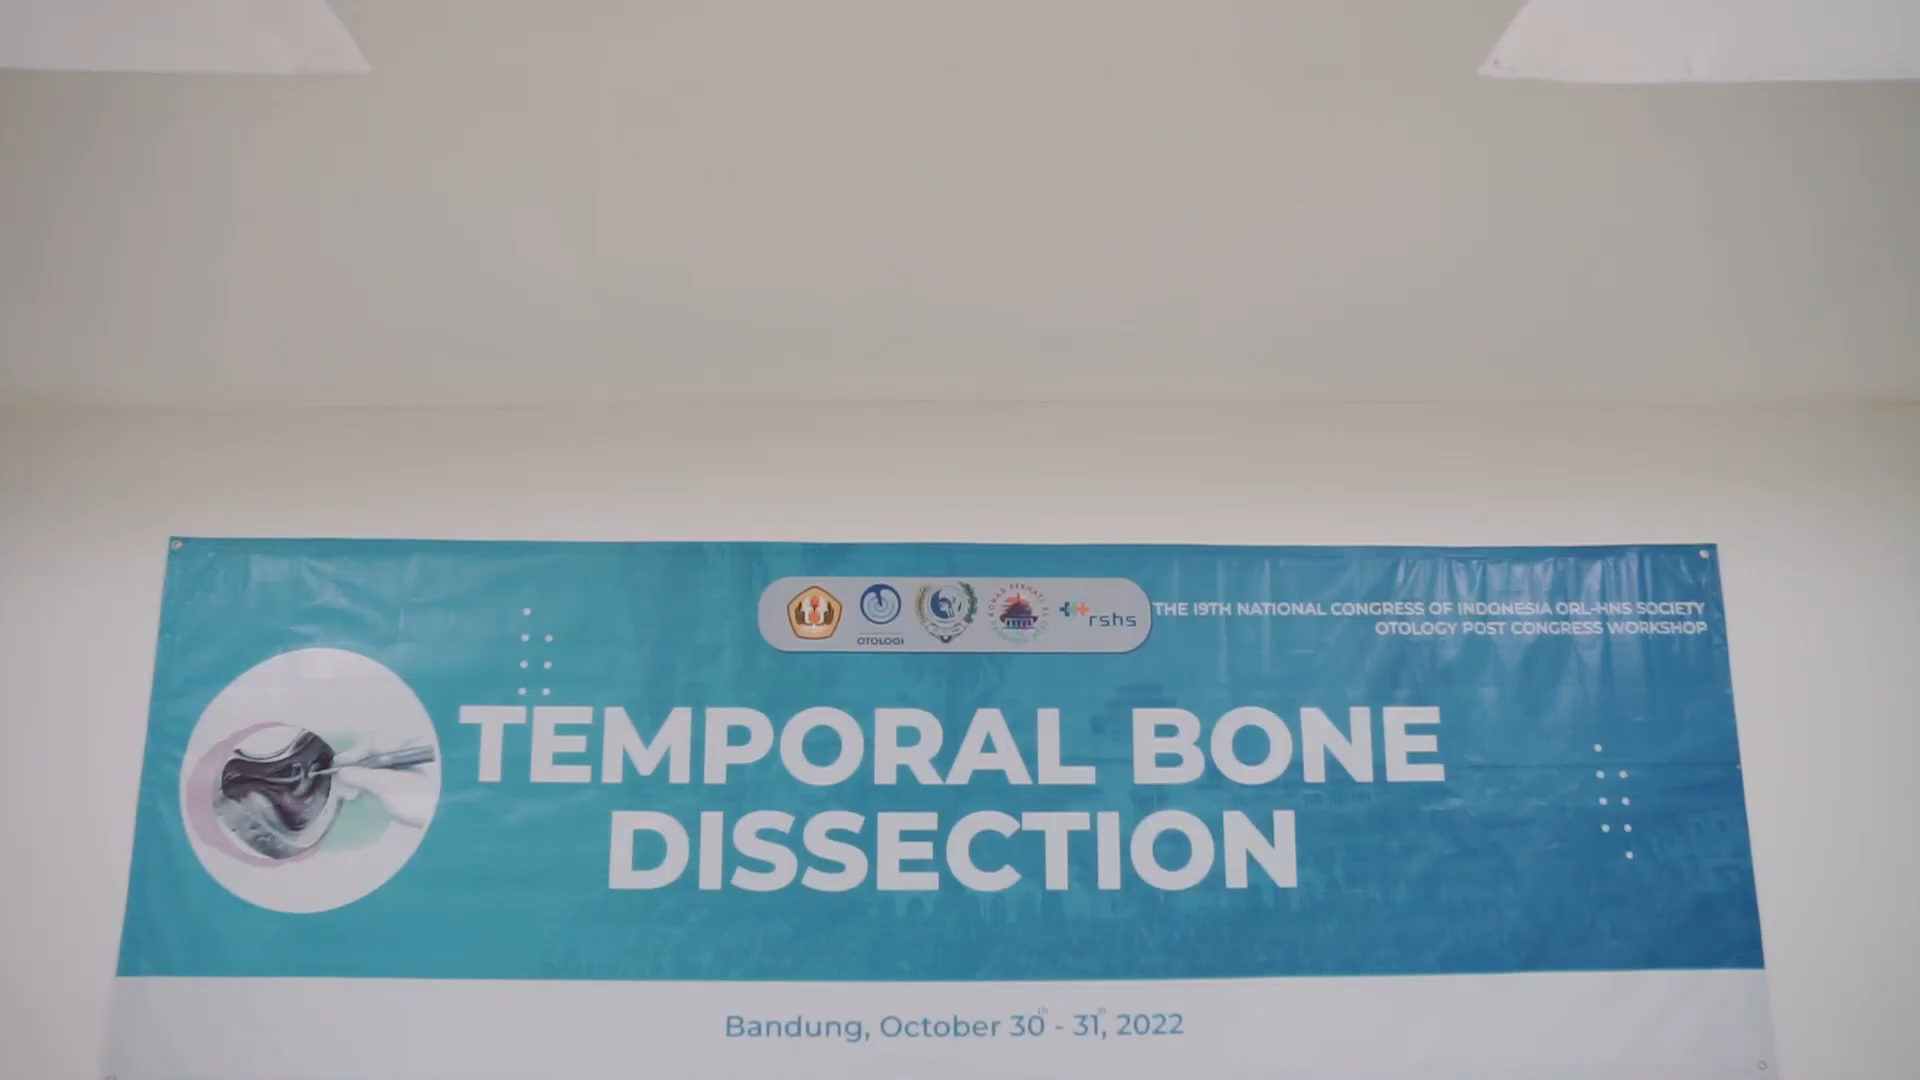 OTOLOGI
rshs
THE 19TH NATIONAL CONGRESS OF INDONESIA ORL-HNS SOCIETY
OTOLOGY POST CONGRESS WORKSHOP
TEMPORAL BONE
DISSECTION
Bandung, October 30th - 31st, 2022